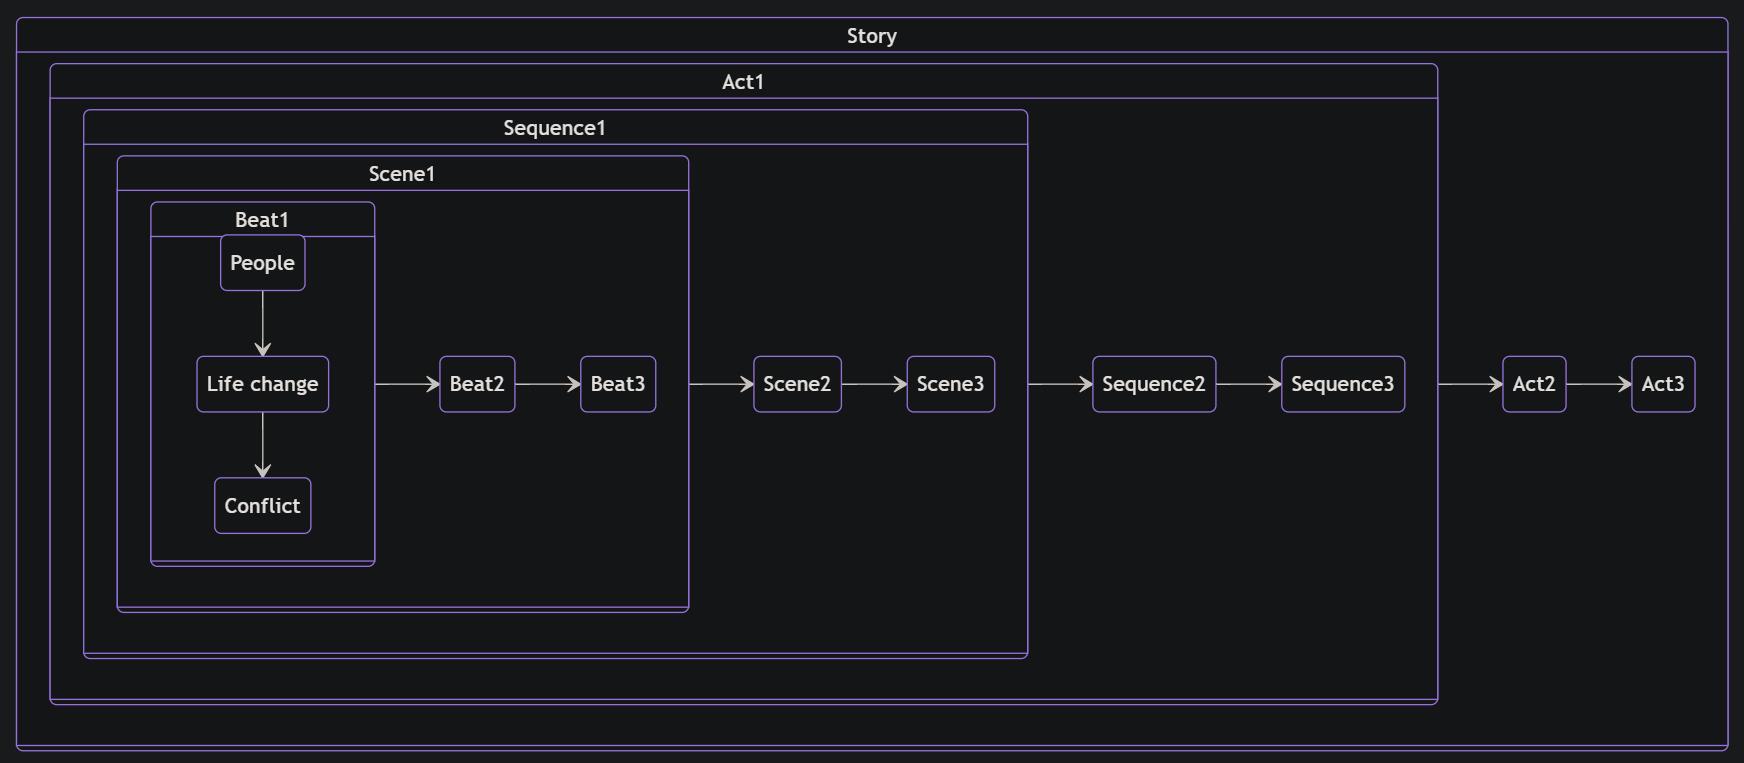 Story
Act1
Sequence1
Scene1
Beat1
People
Life change
Conflict
Beat2
Beat3
Scene2
Scene3
Sequence2
Sequence3
Act2
Act3